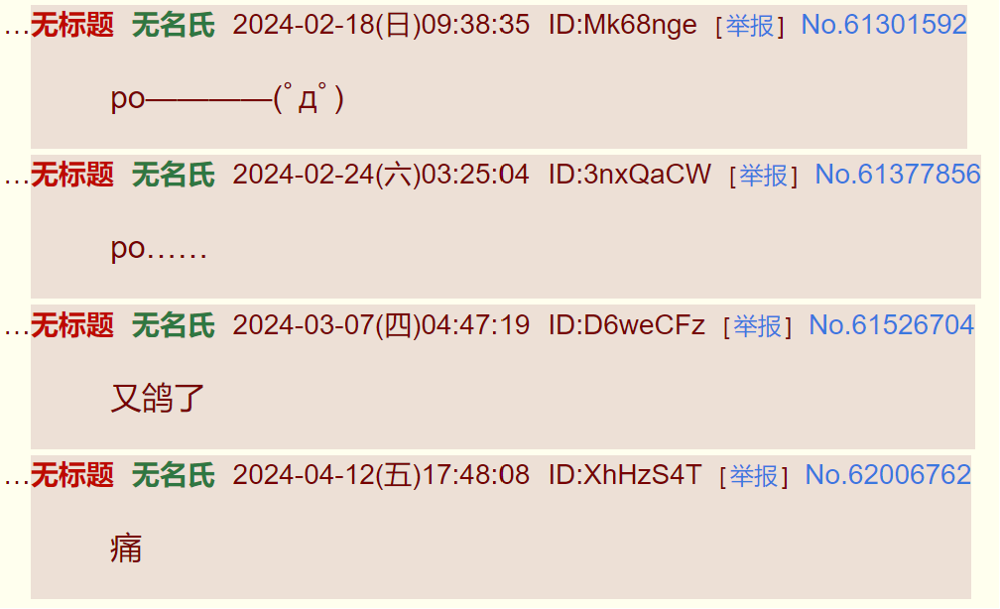 …无标题 无名氏 2024-02-18(日)09:38:35 ID:Mk68nge [举报] No.61301592
po————(ﾟдﾟ)
…无标题 无名氏 2024-02-24(六)03:25:04 ID:3nxQaCW [举报] No.61377856
po……
…无标题 无名氏 2024-03-07(四)04:47:19 ID:D6weCFz [举报] No.61526704
又鸽了
…无标题 无名氏 2024-04-12(五)17:48:08 ID:XhHzS4T [举报] No.62006762
痛